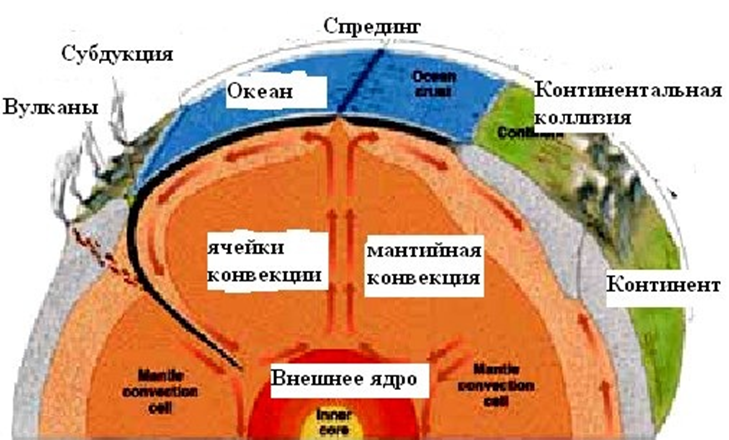 Спрединг
Субдукция
Океан
Ocean
crust
Континентальная
коллизия
Вулканы
ячейки
конвекции
мантийная
конвекция
Континент
Внешнее ядро
Mantle
convection
cell
Mantle
convection
cell
Inner
core